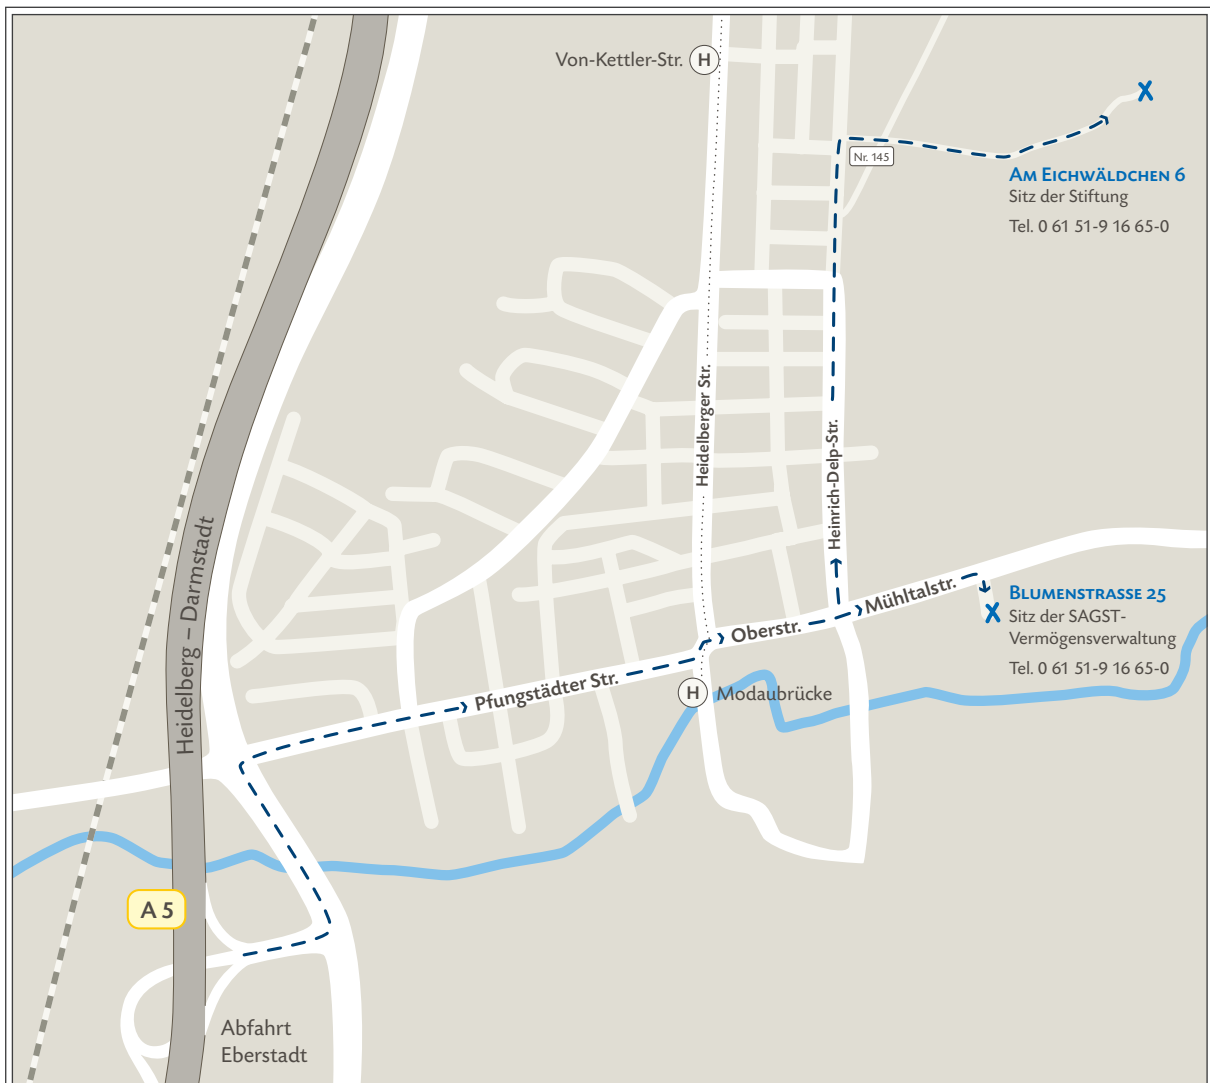 Von-Kettler-Str.
H
Nr. 145
AM EICHWÄLDCHEN 6
Sitz der Stiftung
Tel. 0 61 51-9 16 65-0
Heidelberger Str.
Heinrich-Delp-Str.
Heidelberg – Darmstadt
Mühltalstr.
BLUMENSTRASSE 25
Sitz der SAGST-
Vermögensverwaltung
Tel. 0 61 51-9 16 65-0
Oberstr.
Pfungstädter Str.
H
Modaubrücke
A 5
Abfahrt
Eberstadt